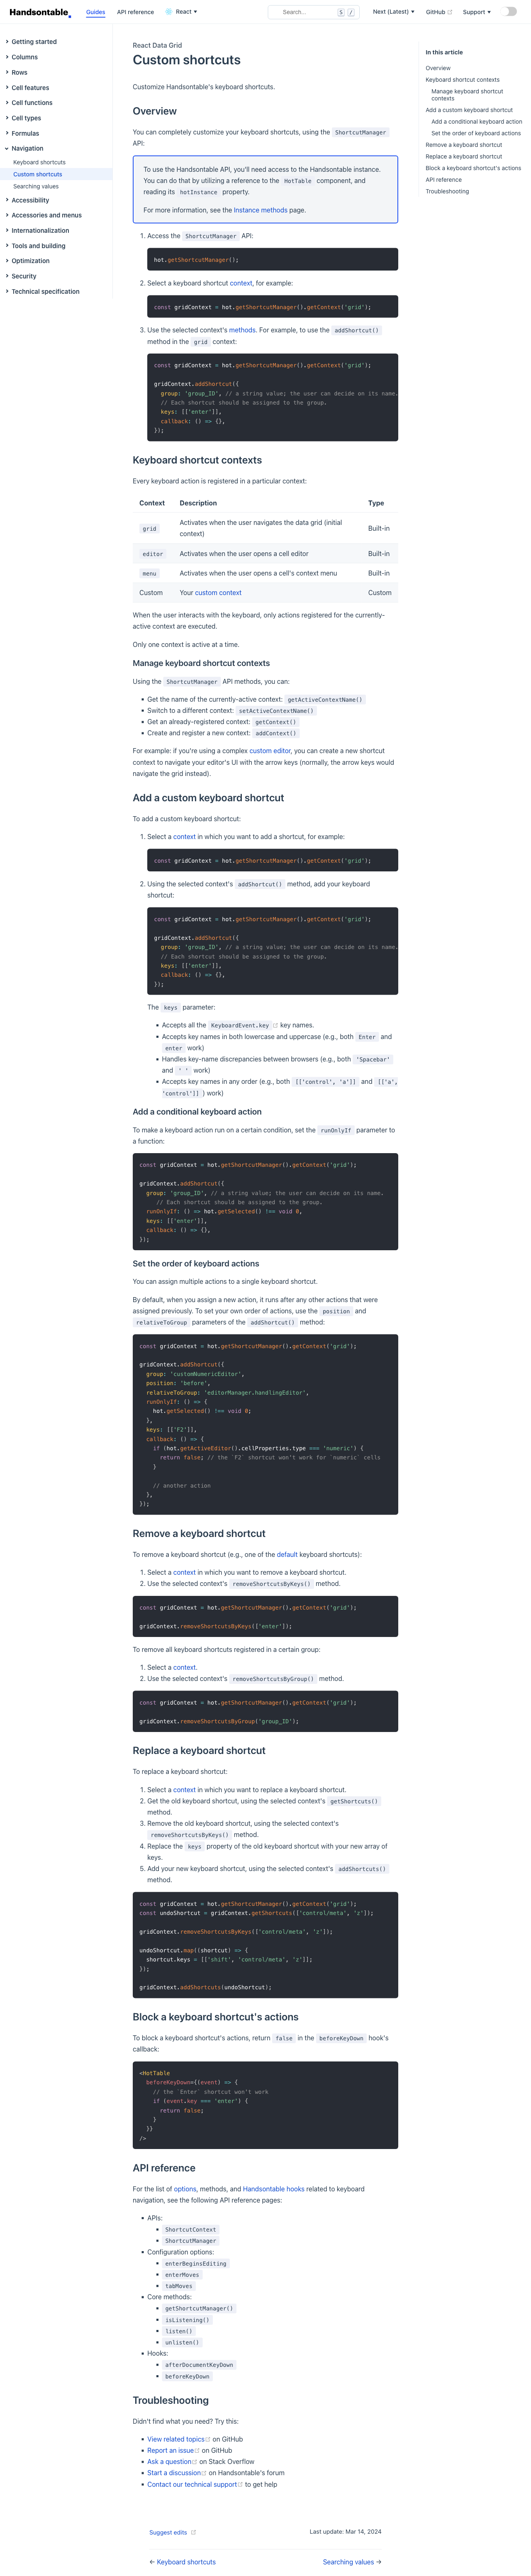 Handsontable
Guides
API reference
React
Search...
S
/
Next (Latest)
GitHub
Support
Getting started
Columns
Rows
Cell features
Cell functions
Cell types
Formulas
Navigation
Keyboard shortcuts
Custom shortcuts
Searching values
Accessibility
Accessories and menus
Internationalization
Tools and building
Optimization
Security
Technical specification
In this article
Overview
Keyboard shortcut contexts
Manage keyboard shortcut
contexts
Add a custom keyboard shortcut
Add a conditional keyboard action
Set the order of keyboard actions
Remove a keyboard shortcut
Replace a keyboard shortcut
Block a keyboard shortcut's actions
API reference
Troubleshooting
React Data Grid
Custom shortcuts
Customize Handsontable's keyboard shortcuts.
Overview
You can completely customize your keyboard shortcuts, using the ShortcutManager
API:
To use the Handsontable API, you'll need access to the Handsontable instance.
You can do that by utilizing a reference to the HotTable component, and
reading its hotInstance property.
For more information, see the Instance methods page.
1. Access the ShortcutManager API:
hot.getShortcutManager();
2. Select a keyboard shortcut context, for example:
const gridContext = hot.getShortcutManager().getContext('grid');
3. Use the selected context's methods. For example, to use the addShortcut()
method in the grid context:
const gridContext = hot.getShortcutManager().getContext('grid');
gridContext.addShortcut({
group: 'group_ID', // a string value; the user can decide on its name.
// Each shortcut should be assigned to the group.
keys: [['enter']],
callback: () => {},
});
Keyboard shortcut contexts
Every keyboard action is registered in a particular context:
Context Description Type
grid Activates when the user navigates the data grid (initial
context) Built-in
editor Activates when the user opens a cell editor Built-in
menu Activates when the user opens a cell's context menu Built-in
Custom Your custom context Custom
When the user interacts with the keyboard, only actions registered for the currently-
active context are executed.
Only one context is active at a time.
Manage keyboard shortcut contexts
Using the ShortcutManager API methods, you can:
• Get the name of the currently-active context: getActiveContextName()
• Switch to a different context: setActiveContextName()
• Get an already-registered context: getContext()
• Create and register a new context: addContext()
For example: if you're using a complex custom editor, you can create a new shortcut
context to navigate your editor's UI with the arrow keys (normally, the arrow keys would
navigate the grid instead).
Add a custom keyboard shortcut
To add a custom keyboard shortcut:
1. Select a context in which you want to add a shortcut, for example:
const gridContext = hot.getShortcutManager().getContext('grid');
2. Using the selected context's addShortcut() method, add your keyboard
shortcut:
const gridContext = hot.getShortcutManager().getContext('grid');
gridContext.addShortcut({
group: 'group_ID', // a string value; the user can decide on its name.
// Each shortcut should be assigned to the group.
keys: [['enter']],
callback: () => {},
});
The keys parameter:
• Accepts all the KeyboardEvent.key key names.
• Accepts key names in both lowercase and uppercase (e.g., both Enter and
enter work)
• Handles key-name discrepancies between browsers (e.g., both 'Spacebar'
and ' ' work)
• Accepts key names in any order (e.g., both [['control', 'a']] and [['a',
'control']] ) work)
Add a conditional keyboard action
To make a keyboard action run on a certain condition, set the runOnlyIf parameter to
a function:
const gridContext = hot.getShortcutManager().getContext('grid');
gridContext.addShortcut({
group: 'group_ID', // a string value; the user can decide on its name.
// Each shortcut should be assigned to the group.
runOnlyIf: () => hot.getSelected() !== void 0,
keys: [['enter']],
callback: () => {},
});
Set the order of keyboard actions
You can assign multiple actions to a single keyboard shortcut.
By default, when you assign a new action, it runs after any other actions that were
assigned previously. To set your own order of actions, use the position and
relativeToGroup parameters of the addShortcut() method:
const gridContext = hot.getShortcutManager().getContext('grid');
gridContext.addShortcut({
group: 'customNumericEditor',
position: 'before',
relativeToGroup: 'editorManager.handlingEditor',
runOnlyIf: () => {
hot.getSelected() !== void 0;
},
keys: [['F2']],
callback: () => {
if (hot.getActiveEditor().cellProperties.type === 'numeric') {
return false; // the `F2` shortcut won't work for `numeric` cells
}
// another action
},
});
Remove a keyboard shortcut
To remove a keyboard shortcut (e.g., one of the default keyboard shortcuts):
1. Select a context in which you want to remove a keyboard shortcut.
2. Use the selected context's removeShortcutsByKeys() method.
const gridContext = hot.getShortcutManager().getContext('grid');
gridContext.removeShortcutsByKeys(['enter']);
To remove all keyboard shortcuts registered in a certain group:
1. Select a context.
2. Use the selected context's removeShortcutsByGroup() method.
const gridContext = hot.getShortcutManager().getContext('grid');
gridContext.removeShortcutsByGroup('group_ID');
Replace a keyboard shortcut
To replace a keyboard shortcut:
1. Select a context in which you want to replace a keyboard shortcut.
2. Get the old keyboard shortcut, using the selected context's getShortcuts()
method.
3. Remove the old keyboard shortcut, using the selected context's
removeShortcutsByKeys() method.
4. Replace the keys property of the old keyboard shortcut with your new array of
keys.
5. Add your new keyboard shortcut, using the selected context's addShortcuts()
method.
const gridContext = hot.getShortcutManager().getContext('grid');
const undoShortcut = gridContext.getShortcuts(['control/meta', 'z']);
gridContext.removeShortcutsByKeys(['control/meta', 'z']);
undoShortcut.map((shortcut) => {
shortcut.keys = [['shift', 'control/meta', 'z']];
});
gridContext.addShortcuts(undoShortcut);
Block a keyboard shortcut's actions
To block a keyboard shortcut's actions, return false in the beforeKeyDown hook's
callback:
<HotTable
beforeKeyDown={(event) => {
// the `Enter` shortcut won't work
if (event.key === 'enter') {
return false;
}
}}
/>
API reference
For the list of options, methods, and Handsontable hooks related to keyboard
navigation, see the following API reference pages:
• APIs:
• ShortcutContext
• ShortcutManager
• Configuration options:
• enterBeginsEditing
• enterMoves
• tabMoves
• Core methods:
• getShortcutManager()
• isListening()
• listen()
• unlisten()
• Hooks:
• afterDocumentKeyDown
• beforeKeyDown
Troubleshooting
Didn't find what you need? Try this:
• View related topics on GitHub
• Report an issue on GitHub
• Ask a question on Stack Overflow
• Start a discussion on Handsontable's forum
• Contact our technical support to get help
Suggest edits
Last update: Mar 14, 2024
← Keyboard shortcuts
Searching values →